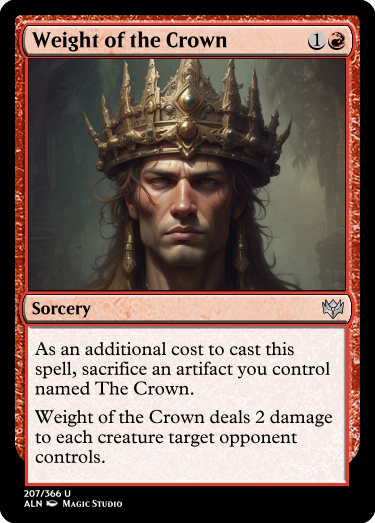 Weight of the Crown 1
Sorcery
As an additional cost to cast this
spell, sacrifice an artifact you control
named The Crown.
Weight of the Crown deals 2 damage
to each creature target opponent
controls.
207/366 U
ALN Magic Studio